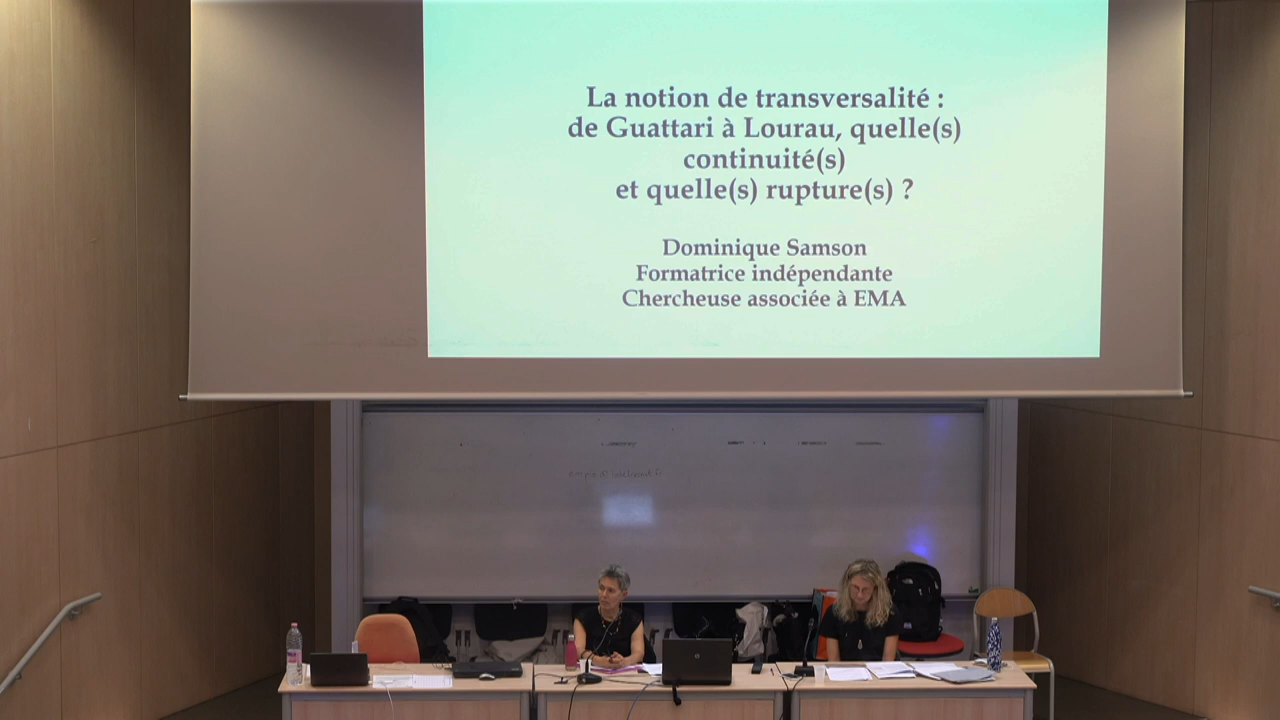 La notion de transversalité :
de Guattari à Lourau, quelle(s)
continuité(s)
et quelle(s) rupture(s) ?
Dominique Samson
Formatrice indépendante
Chercheuse associée à EMA